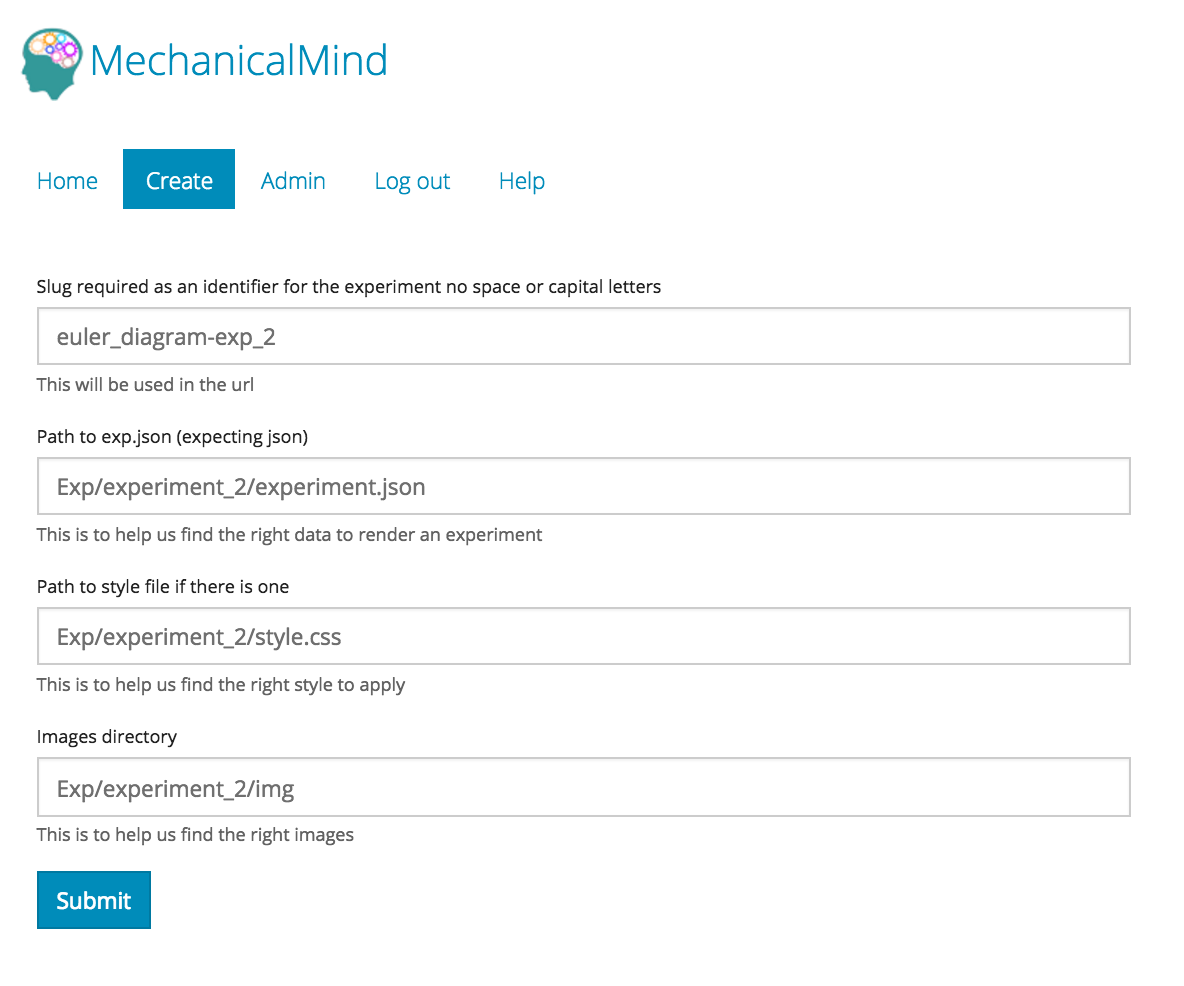 MechanicalMind
Home Create Admin Log out Help
Slug required as an identifier for the experiment no space or capital letters
euler_diagram-exp_2
This will be used in the url
Path to exp.json (expecting json)
Exp/experiment_2/experiment.json
This is to help us find the right data to render an experiment
Path to style file if there is one
Exp/experiment_2/style.css
This is to help us find the right style to apply
Images directory
Exp/experiment_2/img
This is to help us find the right images
Submit